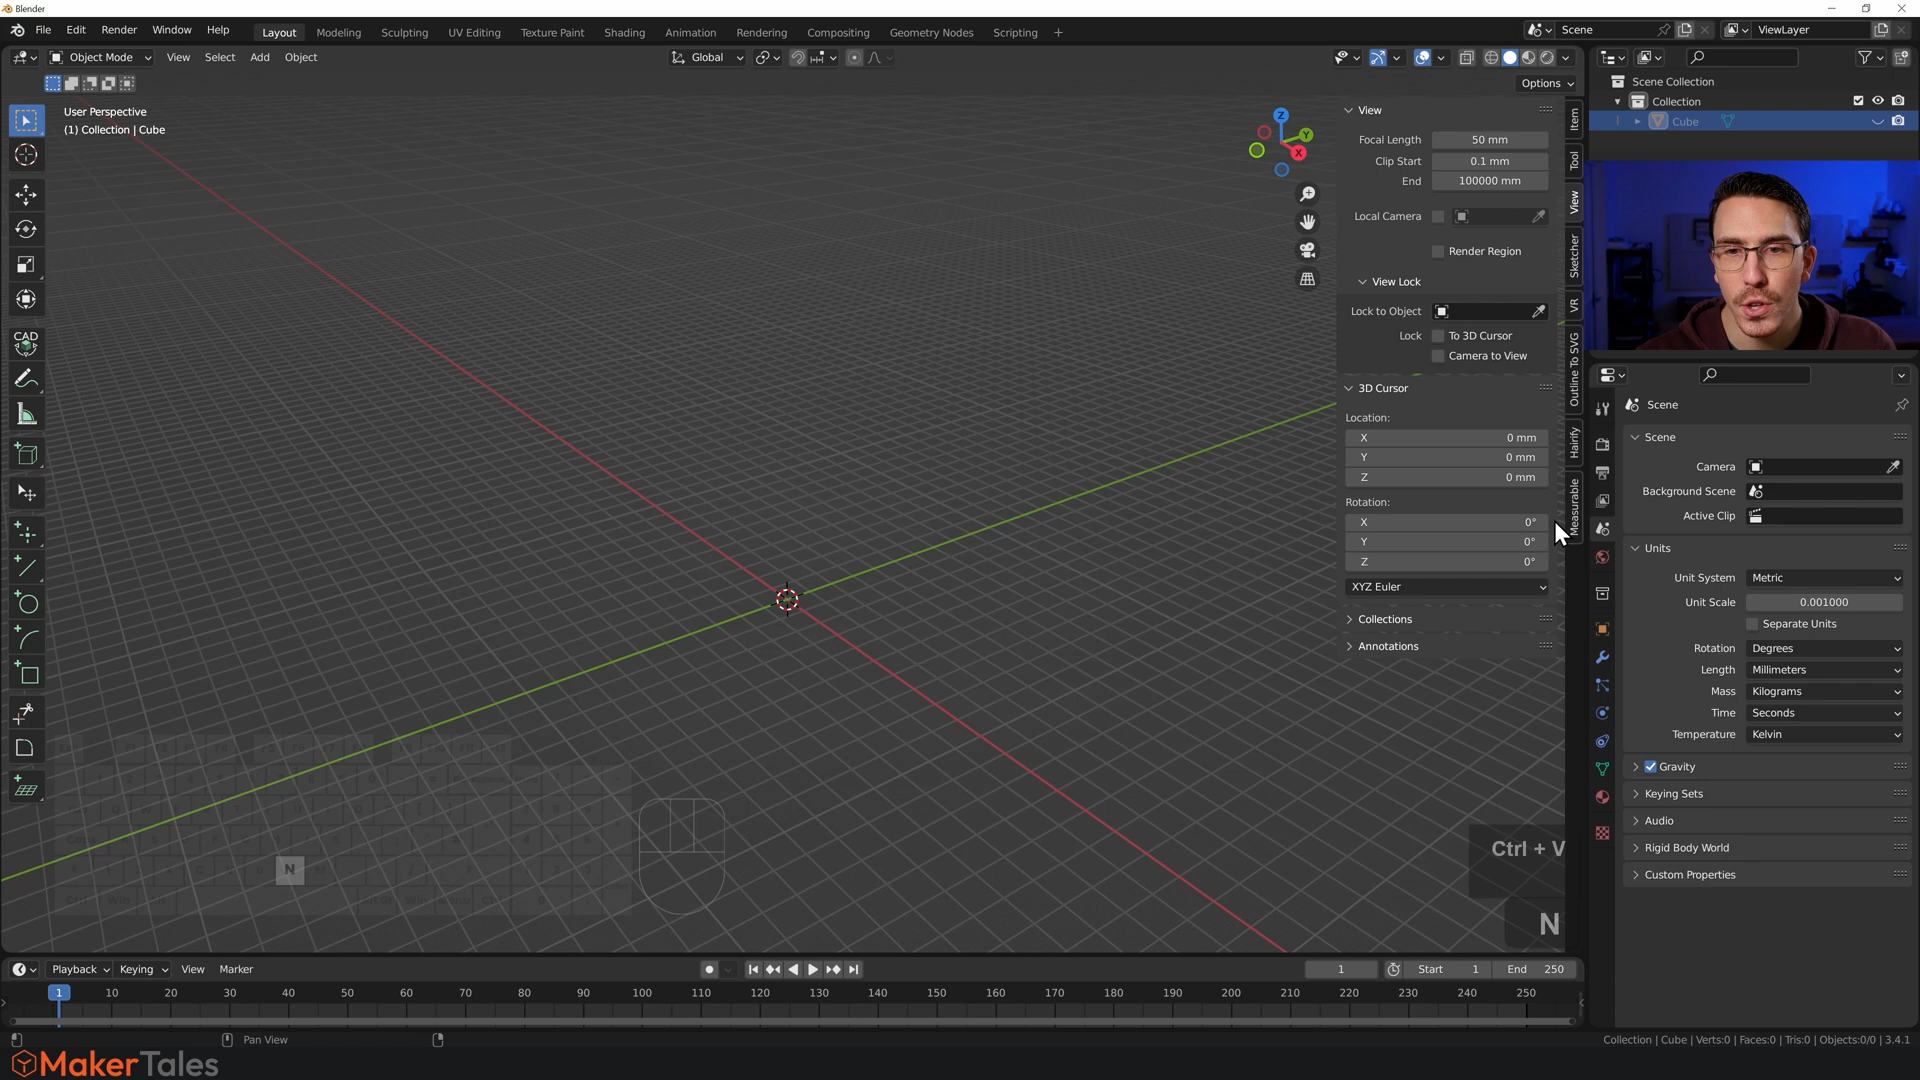 Blender
File Edit Render Window Help
Layout Modeling Sculpting UV Editing Texture Paint Shading Animation Rendering Compositing Geometry Nodes Scripting +
Scene
ViewLayer
Object Mode View Select Add Object
Global
Options
User Perspective
(1) Collection | Cube
CAD
Z
Y
X
View
Focal Length 50 mm
Clip Start 0.1 mm
End 100000 mm
Local Camera
Render Region
View Lock
Lock to Object
Lock To 3D Cursor
Camera to View
3D Cursor
Location:
X 0 mm
Y 0 mm
Z 0 mm
Rotation:
X 0°
Y 0°
Z 0°
XYZ Euler
Collections
Annotations
Item
Tool
View
Sketcher
VR
Outline To SVG
Hairify
Measurable
Scene Collection
Collection
Cube
Scene
Scene
Camera
Background Scene
Active Clip
Units
Unit System Metric
Unit Scale 0.001000
Separate Units
Rotation Degrees
Length Millimeters
Mass Kilograms
Time Seconds
Temperature Kelvin
Gravity
Keying Sets
Audio
Rigid Body World
Custom Properties
N
Ctrl + V
N
Playback Keying View Marker
1 Start 1 End 250
1 10 20 30 40 50 60 70 80 90 100 110 120 130 140 150 160 170 180 190 200 210 220 230 240 250
Pan View
Collection | Cube | Verts:0 | Faces:0 | Tris:0 | Objects:0/0 | 3.4.1
MakerTales